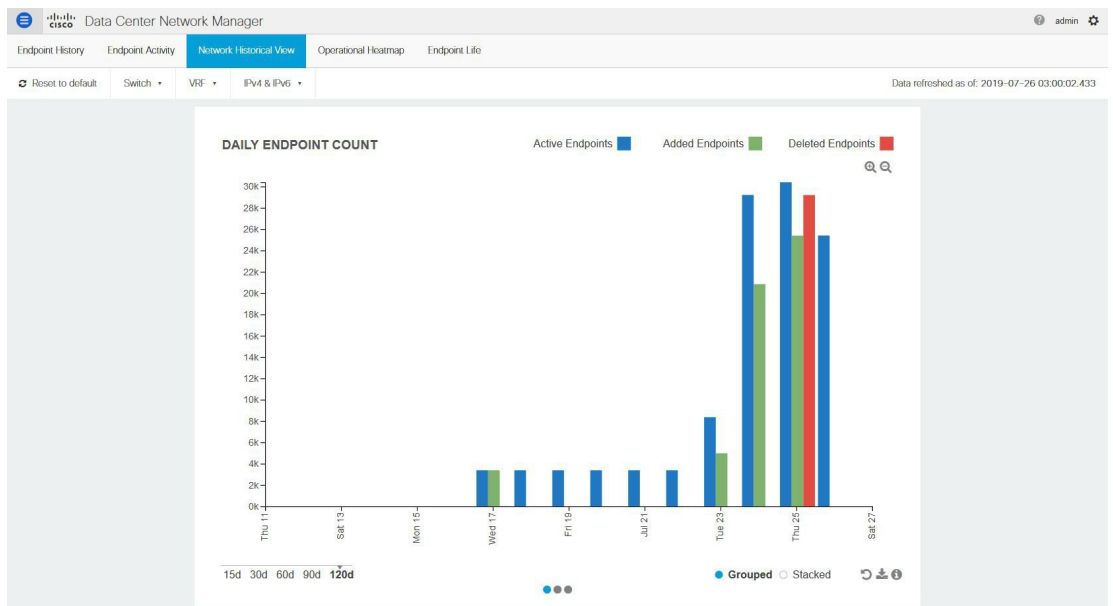 cisco Data Center Network Manager admin
Endpoint History Endpoint Activity Network Historical View Operational Heatmap Endpoint Life
Reset to default Switch VRF IPv4 & IPv6 Data refreshed as of: 2019-07-26 03:00:02.433
DAILY ENDPOINT COUNT Active Endpoints Added Endpoints Deleted Endpoints
30k
28k
26k
24k
22k
20k
18k
16k
14k
12k
10k
8k
6k
4k
2k
0k
Thu 11 Sat 13 Mon 15 Wed 17 Fri 19 Jul 21 Tue 23 Thu 25 Sat 27
15d 30d 60d 90d 120d Grouped Stacked